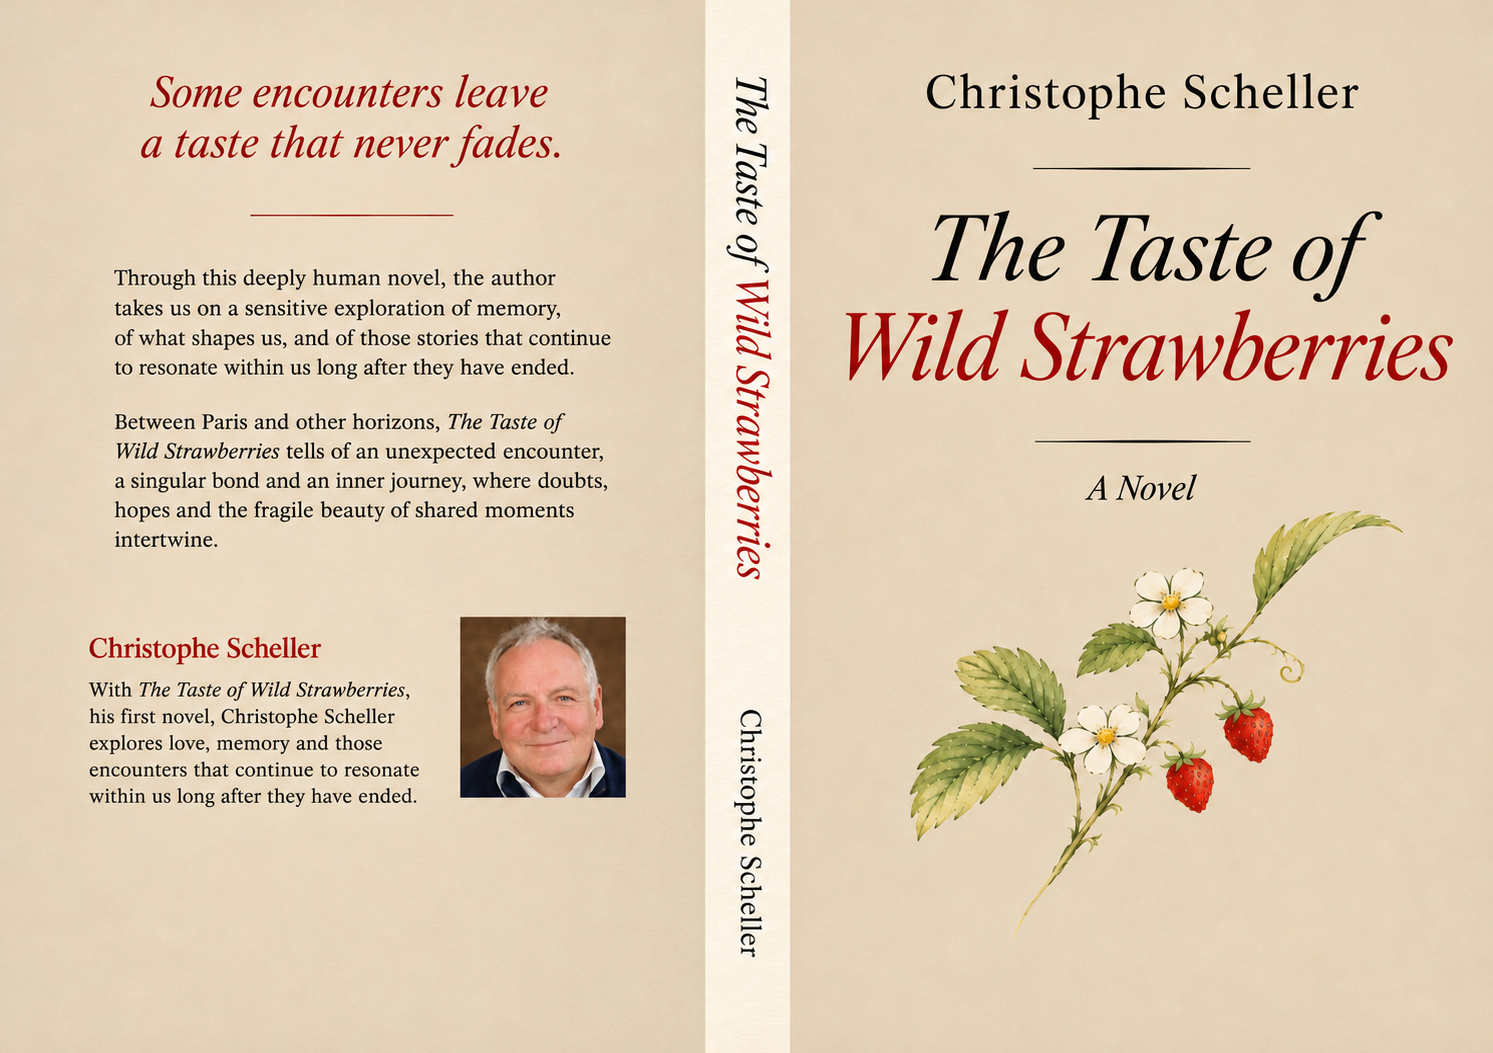 Some encounters leave
a taste that never fades.
Through this deeply human novel, the author
takes us on a sensitive exploration of memory,
of what shapes us, and of those stories that continue
to resonate within us long after they have ended.
Between Paris and other horizons, The Taste of
Wild Strawberries tells of an unexpected encounter,
a singular bond and an inner journey, where doubts,
hopes and the fragile beauty of shared moments
intertwine.
Christophe Scheller
With The Taste of Wild Strawberries,
his first novel, Christophe Scheller
explores love, memory and those
encounters that continue to resonate
within us long after they have ended.
The Taste of Wild Strawberries
Christophe Scheller
Christophe Scheller
The Taste of
Wild Strawberries
A Novel